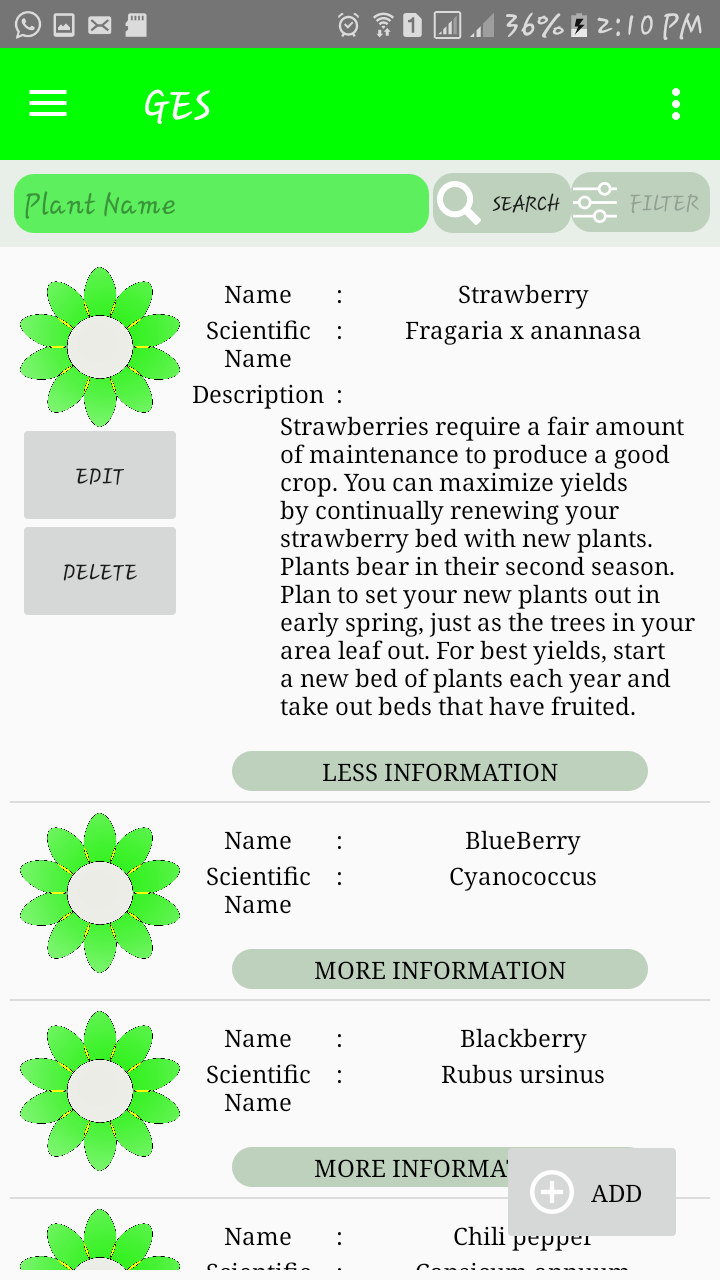 1 36% 2:10 PM
GES
Plant Name SEARCH FILTER
Name : Strawberry
Scientific Name : Fragaria x anannasa
Description :
Strawberries require a fair amount
of maintenance to produce a good
crop. You can maximize yields
by continually renewing your
strawberry bed with new plants.
Plants bear in their second season.
Plan to set your new plants out in
early spring, just as the trees in your
area leaf out. For best yields, start
a new bed of plants each year and
take out beds that have fruited.
EDIT
DELETE
LESS INFORMATION
Name : BlueBerry
Scientific Name : Cyanococcus
MORE INFORMATION
Name : Blackberry
Scientific Name : Rubus ursinus
MORE INFORMA
ADD
Name : Chili pepper
Scientific : Capsicum annuum